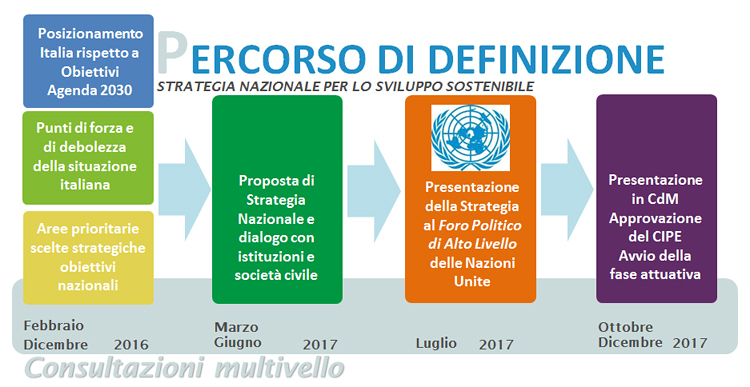 PERCORSO DI DEFINIZIONE
STRATEGIA NAZIONALE PER LO SVILUPPO SOSTENIBILE
Posizionamento
Italia rispetto a
Obiettivi
Agenda 2030
Punti di forza e
di debolezza
della situazione
italiana
Aree prioritarie
scelte strategiche
obiettivi
nazionali
Proposta di
Strategia
Nazionale e
dialogo con
istituzioni e
società civile
Presentazione
della Strategia
al Foro Politico
di Alto Livello
delle Nazioni
Unite
Presentazione
in CdM
Approvazione
del CIPE
Avvio della
fase attuativa
Febbraio
Dicembre 2016
Marzo
Giugno 2017
Luglio 2017
Ottobre
Dicembre 2017
Consultazioni multivello